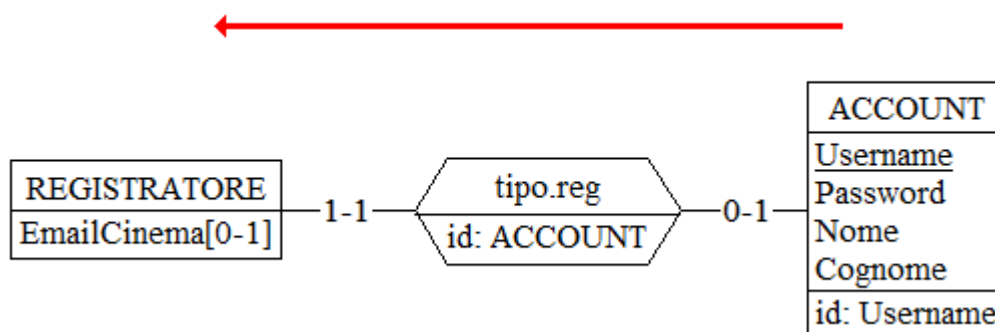 REGISTRATORE
EmailCinema[0-1]
1-1
tipo.reg
id: ACCOUNT
0-1
ACCOUNT
Username
Password
Nome
Cognome
id: Username